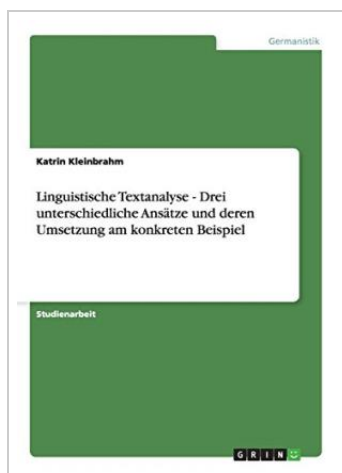 Germanistik
Katrin Kleinbrahm
Linguistische Textanalyse - Drei
unterschiedliche Ansätze und deren
Umsetzung am konkreten Beispiel
Studienarbeit
GRIN